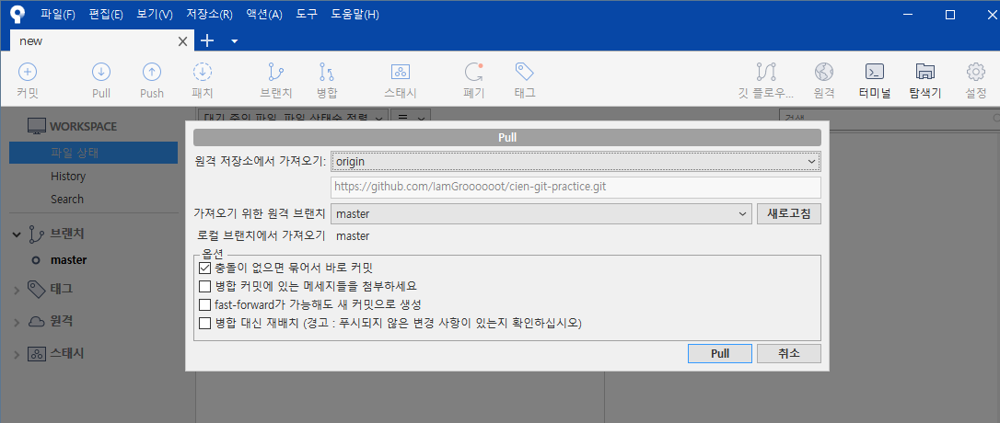 파일(F) 편집(E) 보기(V) 저장소(R) 액션(A) 도구 도움말(H)
new
커밋 Pull Push 패치 브랜치 병합 스태시 폐기 태그 깃 플로우... 원격 터미널 탐색기 설정
WORKSPACE
파일 상태
History
Search
브랜치
master
태그
원격
스태시
대기 중인 파일, 파일 상태순 정렬
검색
Pull
원격 저장소에서 가져오기: origin
https://github.com/IamGroooooot/cien-git-practice.git
가져오기 위한 원격 브랜치 master 새로고침
로컬 브랜치에서 가져오기 master
옵션
충돌이 없으면 묶어서 바로 커밋
병합 커밋에 있는 메세지들을 첨부하세요
fast-forward가 가능해도 새 커밋으로 생성
병합 대신 재배치 (경고 : 푸시되지 않은 변경 사항이 있는지 확인하십시오)
Pull 취소